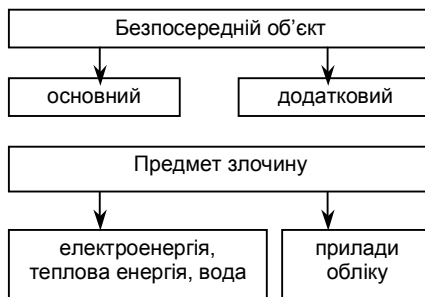 Безпосередній об’єкт
основний
додатковий
Предмет злочину
електроенергія,
теплова енергія, вода
прилади
обліку